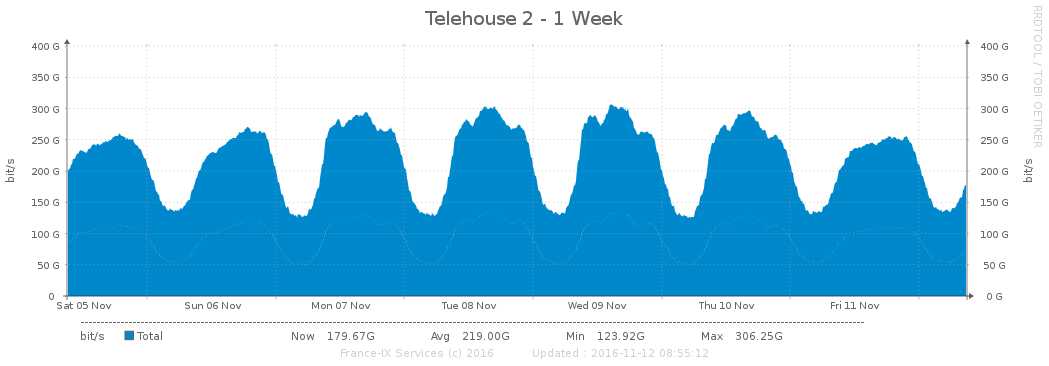 Telehouse 2 - 1 Week
RRDTOOL / TOBI OETIKER
400 G 400 G
350 G 350 G
300 G 300 G
250 G 250 G
200 G 200 G
150 G 150 G
100 G 100 G
50 G 50 G
0 0 G
bit/s bit/s
Sat 05 Nov Sun 06 Nov Mon 07 Nov Tue 08 Nov Wed 09 Nov Thu 10 Nov Fri 11 Nov
bit/s Total Now 179.67G Avg 219.00G Min 123.92G Max 306.25G
France-IX Services (c) 2016 Updated : 2016-11-12 08:55:12